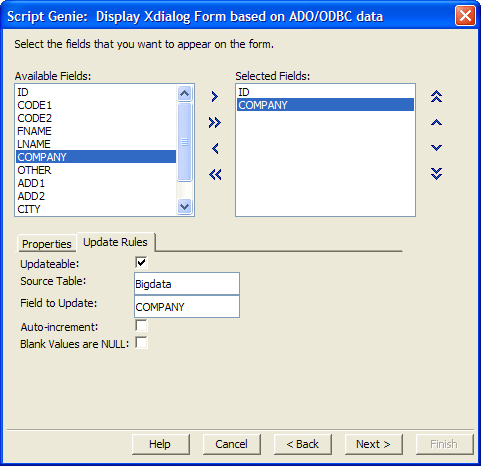 Script Genie:  Display Xdialog Form based on ADO/ODBC data
Select the fields that you want to appear on the form.
Available Fields:
ID
CODE1
CODE2
FNAME
LNAME
COMPANY
OTHER
ADD1
ADD2
CITY
Selected Fields:
ID
COMPANY
Properties
Update Rules
Updateable:
Source Table: Bigdata
Field to Update: COMPANY
Auto-increment:
Blank Values are NULL:
Help Cancel < Back Next > Finish